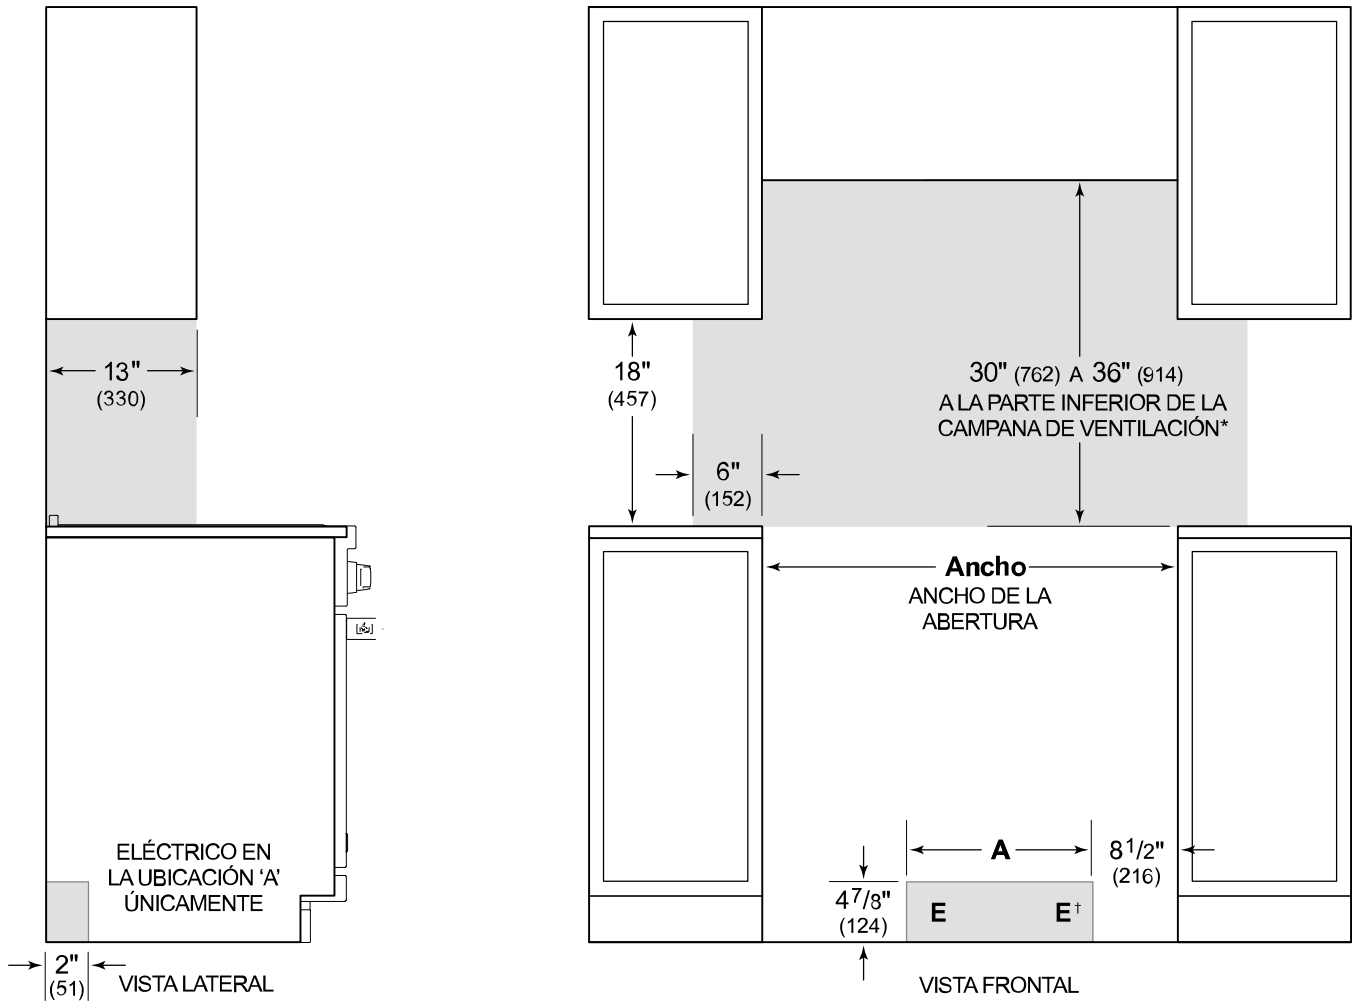 13"
(330)
ELÉCTRICO EN
LA UBICACIÓN ‘A’
ÚNICAMENTE
2"
(51)
VISTA LATERAL
18"
(457)
30" (762) A 36" (914)
A LA PARTE INFERIOR DE LA
CAMPANA DE VENTILACIÓN*
6"
(152)
Ancho
ANCHO DE LA
ABERTURA
A
8 1/2"
(216)
4 7/8"
(124)
E
E†
VISTA FRONTAL